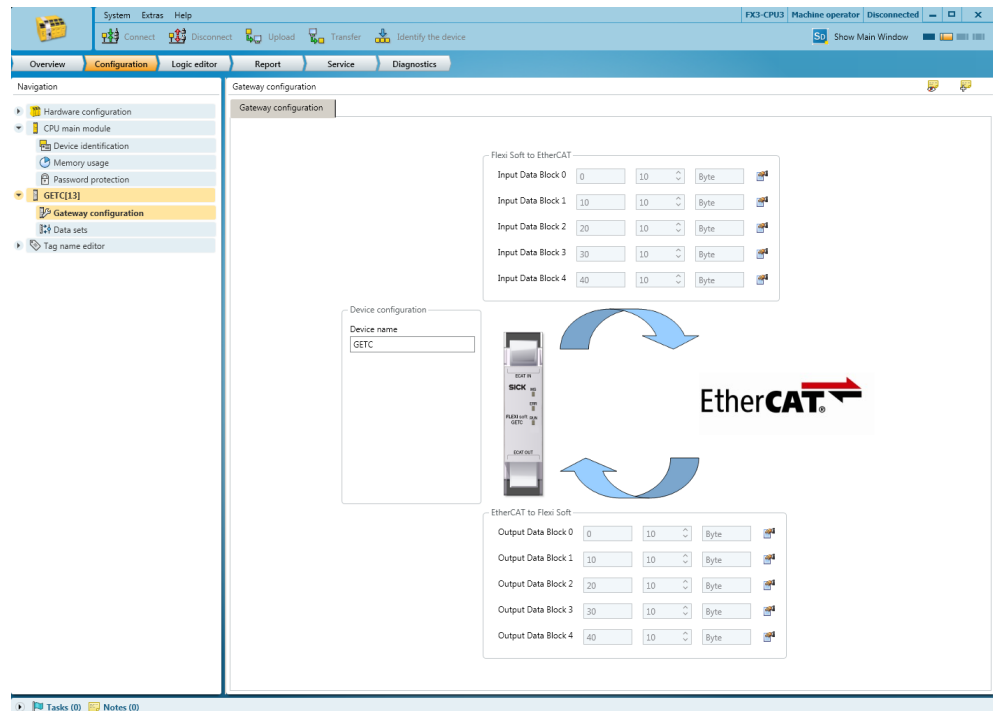 System Extras Help
FX3-CPU3 Machine operator Disconnected
Connect Disconnect Upload Transfer Identify the device
SD Show Main Window
Overview Configuration Logic editor Report Service Diagnostics
Navigation
Gateway configuration
Hardware configuration
CPU main module
Device identification
Memory usage
Password protection
GETC[13]
Gateway configuration
Data sets
Tag name editor
Gateway configuration
Flexi Soft to EtherCAT
Input Data Block 0 0 10 Byte
Input Data Block 1 10 10 Byte
Input Data Block 2 20 10 Byte
Input Data Block 3 30 10 Byte
Input Data Block 4 40 10 Byte
Device configuration
Device name
GETC
ECAT IN
SICK
FLEXI soft RUN
GETC
ECAT OUT
EtherCAT®
EtherCAT to Flexi Soft
Output Data Block 0 0 10 Byte
Output Data Block 1 10 10 Byte
Output Data Block 2 20 10 Byte
Output Data Block 3 30 10 Byte
Output Data Block 4 40 10 Byte
Tasks (0) Notes (0)